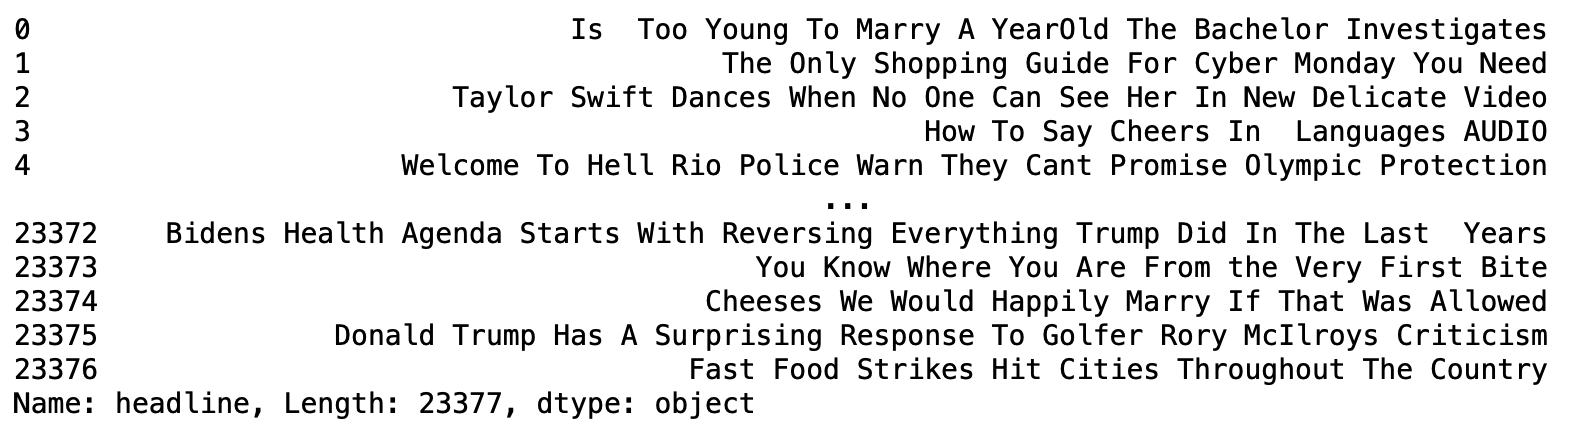 0 Is  Too Young To Marry A YearOld The Bachelor Investigates
1 The Only Shopping Guide For Cyber Monday You Need
2 Taylor Swift Dances When No One Can See Her In New Delicate Video
3 How To Say Cheers In  Languages AUDIO
4 Welcome To Hell Rio Police Warn They Cant Promise Olympic Protection
...
23372 Bidens Health Agenda Starts With Reversing Everything Trump Did In The Last  Years
23373 You Know Where You Are From the Very First Bite
23374 Cheeses We Would Happily Marry If That Was Allowed
23375 Donald Trump Has A Surprising Response To Golfer Rory McIlroys Criticism
23376 Fast Food Strikes Hit Cities Throughout The Country
Name: headline, Length: 23377, dtype: object